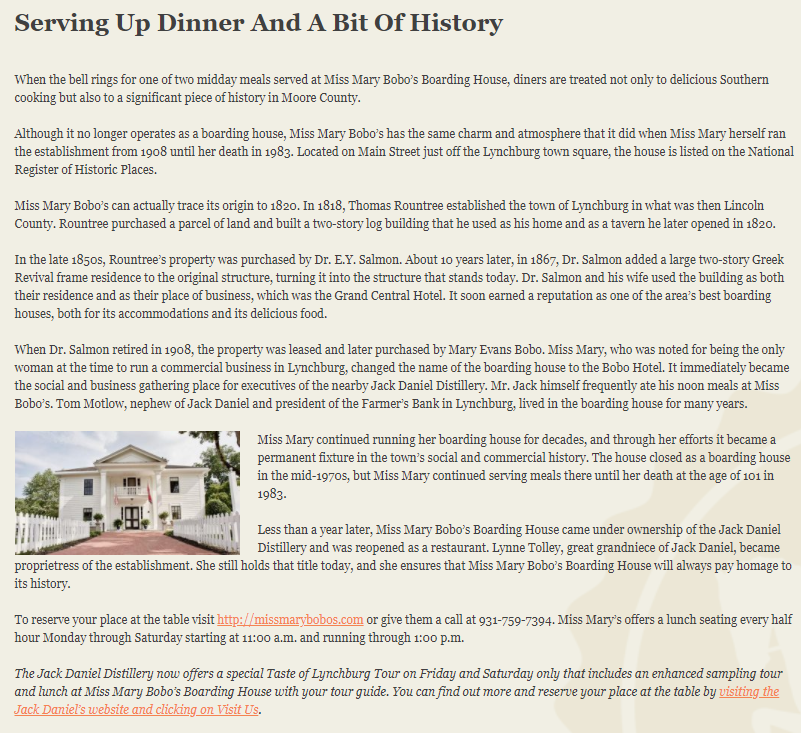 Serving Up Dinner And A Bit Of History
When the bell rings for one of two midday meals served at Miss Mary Bobo’s Boarding House, diners are treated not only to delicious Southern
cooking but also to a significant piece of history in Moore County.
Although it no longer operates as a boarding house, Miss Mary Bobo’s has the same charm and atmosphere that it did when Miss Mary herself ran
the establishment from 1908 until her death in 1983. Located on Main Street just off the Lynchburg town square, the house is listed on the National
Register of Historic Places.
Miss Mary Bobo’s can actually trace its origin to 1820. In 1818, Thomas Rountree established the town of Lynchburg in what was then Lincoln
County. Rountree purchased a parcel of land and built a two-story log building that he used as his home and as a tavern he later opened in 1820.
In the late 1850s, Rountree’s property was purchased by Dr. E.Y. Salmon. About 10 years later, in 1867, Dr. Salmon added a large two-story Greek
Revival frame residence to the original structure, turning it into the structure that stands today. Dr. Salmon and his wife used the building as both
their residence and as their place of business, which was the Grand Central Hotel. It soon earned a reputation as one of the area’s best boarding
houses, both for its accommodations and its delicious food.
When Dr. Salmon retired in 1908, the property was leased and later purchased by Mary Evans Bobo. Miss Mary, who was noted for being the only
woman at the time to run a commercial business in Lynchburg, changed the name of the boarding house to the Bobo Hotel. It immediately became
the social and business gathering place for executives of the nearby Jack Daniel Distillery. Mr. Jack himself frequently ate his noon meals at Miss
Bobo’s. Tom Motlow, nephew of Jack Daniel and president of the Farmer’s Bank in Lynchburg, lived in the boarding house for many years.
Miss Mary continued running her boarding house for decades, and through her efforts it became a
permanent fixture in the town’s social and commercial history. The house closed as a boarding house
in the mid-1970s, but Miss Mary continued serving meals there until her death at the age of 101 in
1983.
Less than a year later, Miss Mary Bobo’s Boarding House came under ownership of the Jack Daniel
Distillery and was reopened as a restaurant. Lynne Tolley, great grandniece of Jack Daniel, became
proprietress of the establishment. She still holds that title today, and she ensures that Miss Mary Bobo’s Boarding House will always pay homage to
its history.
To reserve your place at the table visit http://missmarybobos.com or give them a call at 931-759-7394. Miss Mary’s offers a lunch seating every half
hour Monday through Saturday starting at 11:00 a.m. and running through 1:00 p.m.
The Jack Daniel Distillery now offers a special Taste of Lynchburg Tour on Friday and Saturday only that includes an enhanced sampling tour
and lunch at Miss Mary Bobo’s Boarding House with your tour guide. You can find out more and reserve your place at the table by visiting the
Jack Daniel’s website and clicking on Visit Us.